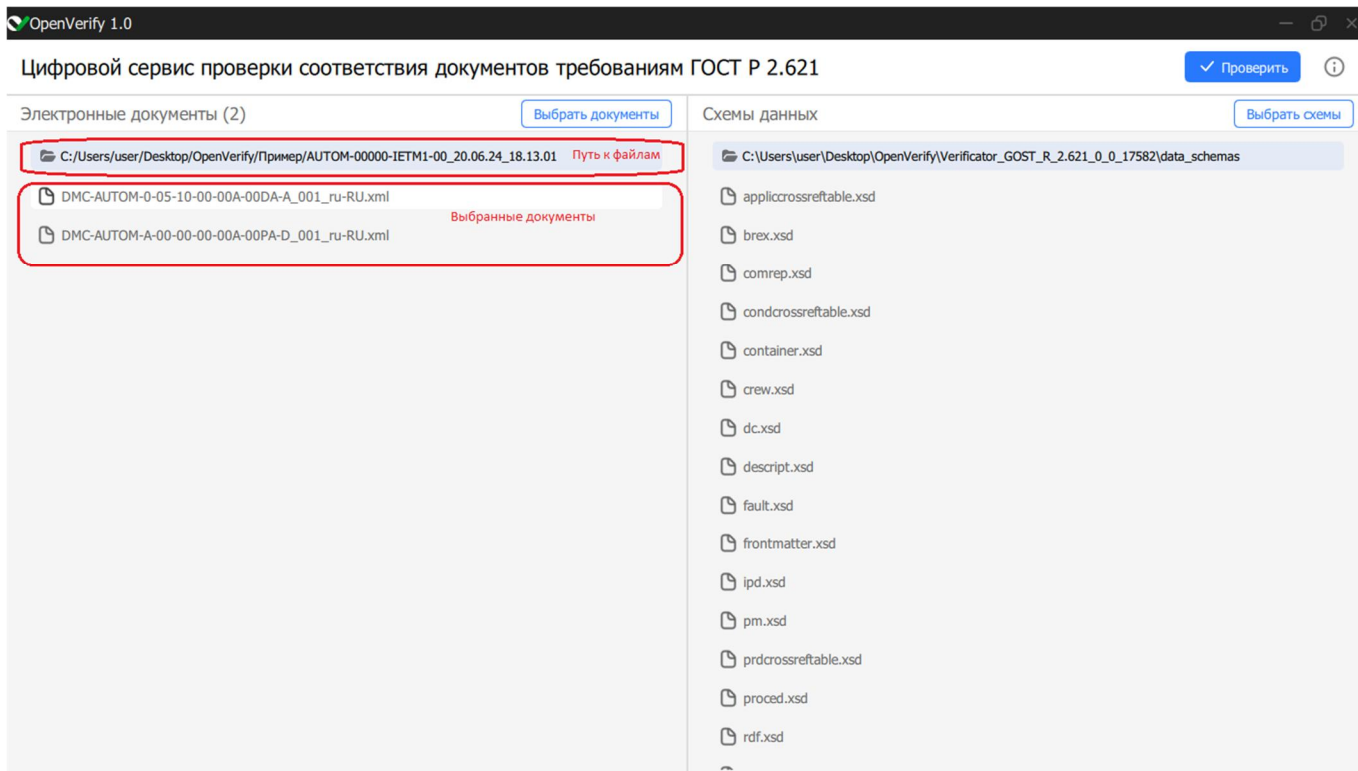 OpenVerify 1.0
Цифровой сервис проверки соответствия документов требованиям ГОСТ Р 2.621
Проверить
Электронные документы (2)
Выбрать документы
C:/Users/user/Desktop/OpenVerify/Пример/AUTOM-00000-IETM1-00_20.06.24_18.13.01 Путь к файлам
DMC-AUTOM-0-05-10-00-00A-00DA-A_001_ru-RU.xml
Выбранные документы
DMC-AUTOM-A-00-00-00-00A-00PA-D_001_ru-RU.xml
Схемы данных
Выбрать схемы
C:\Users\user\Desktop\OpenVerify\Verificator_GOST_R_2.621_0_0_17582\data_schemas
appliccrossreftable.xsd
brex.xsd
comrep.xsd
condcrossreftable.xsd
container.xsd
crew.xsd
dc.xsd
descript.xsd
fault.xsd
frontmatter.xsd
ipd.xsd
pm.xsd
prdcrossreftable.xsd
proced.xsd
rdf.xsd